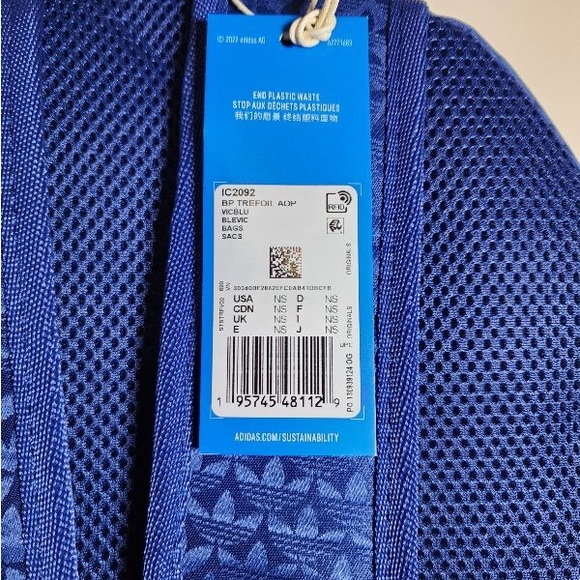 © 2022 adidas AG
END PLASTIC WASTE
STOP AUX DÉCHETS PLASTIQUES
我们的愿景 终结塑料废物
IC2092
BP TREFOIL AOP
VICBLU
BLEVIC
BAGS
SACS
RFID
ORIGINALS
USA NS D NS
CDN NS F NS
UK NS I NS
E NS J NS
ORIGINALS
UPC
1 95745 48112 9
ADIDAS.COM/SUSTAINABILITY